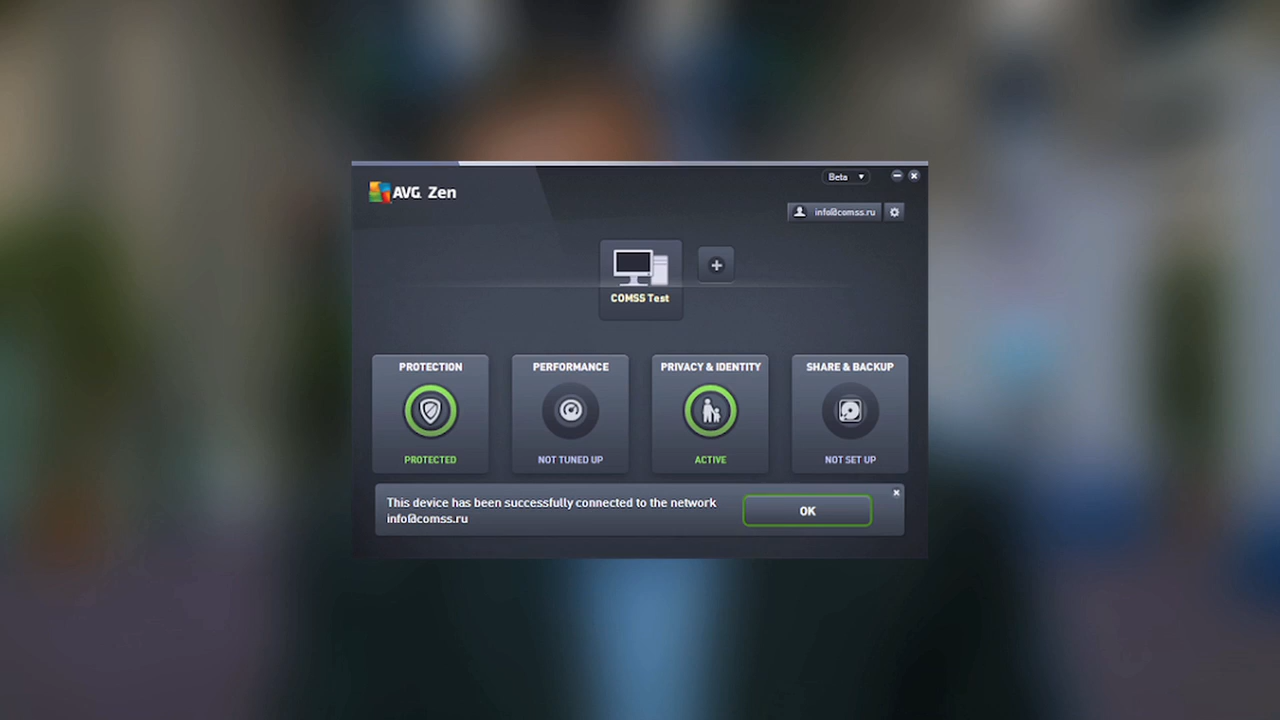 Beta
AVG Zen
info@comss.ru
COMSS Test
PROTECTION
PROTECTED
PERFORMANCE
NOT TUNED UP
PRIVACY & IDENTITY
ACTIVE
SHARE & BACKUP
NOT SET UP
This device has been successfully connected to the network
info@comss.ru
OK